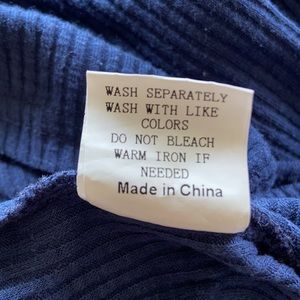 WASH SEPARATELY
WASH WITH LIKE
COLORS
DO NOT BLEACH
WARM IRON IF
NEEDED
Made in China